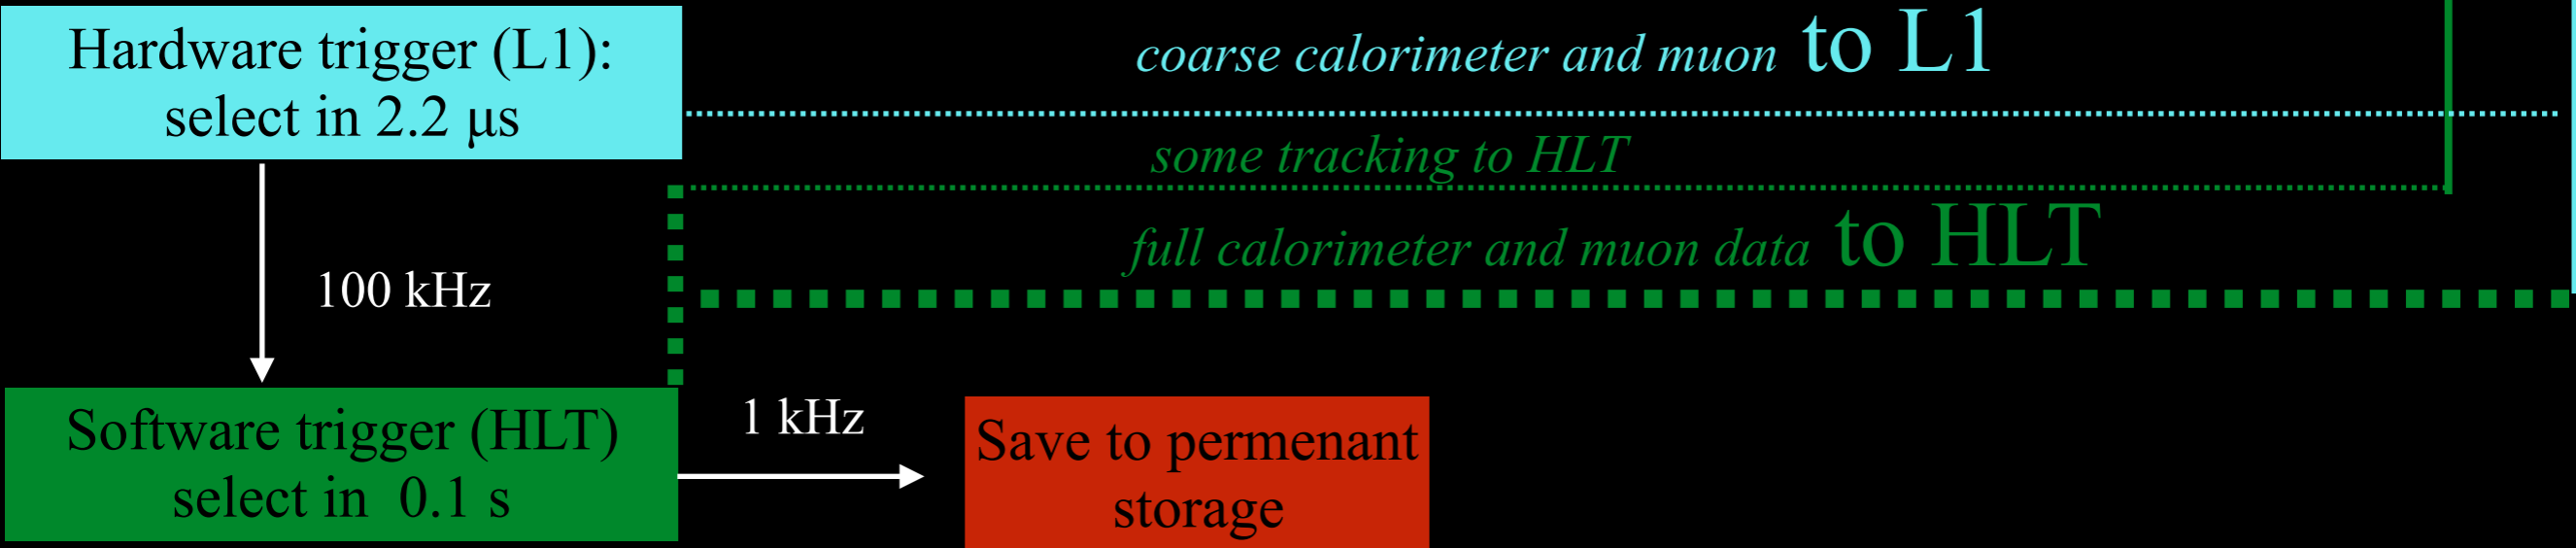 Hardware trigger (L1):
select in 2.2 μs
coarse calorimeter and muon to L1
some tracking to HLT
full calorimeter and muon data to HLT
100 kHz
Software trigger (HLT)
select in 0.1 s
1 kHz
Save to permenant
storage